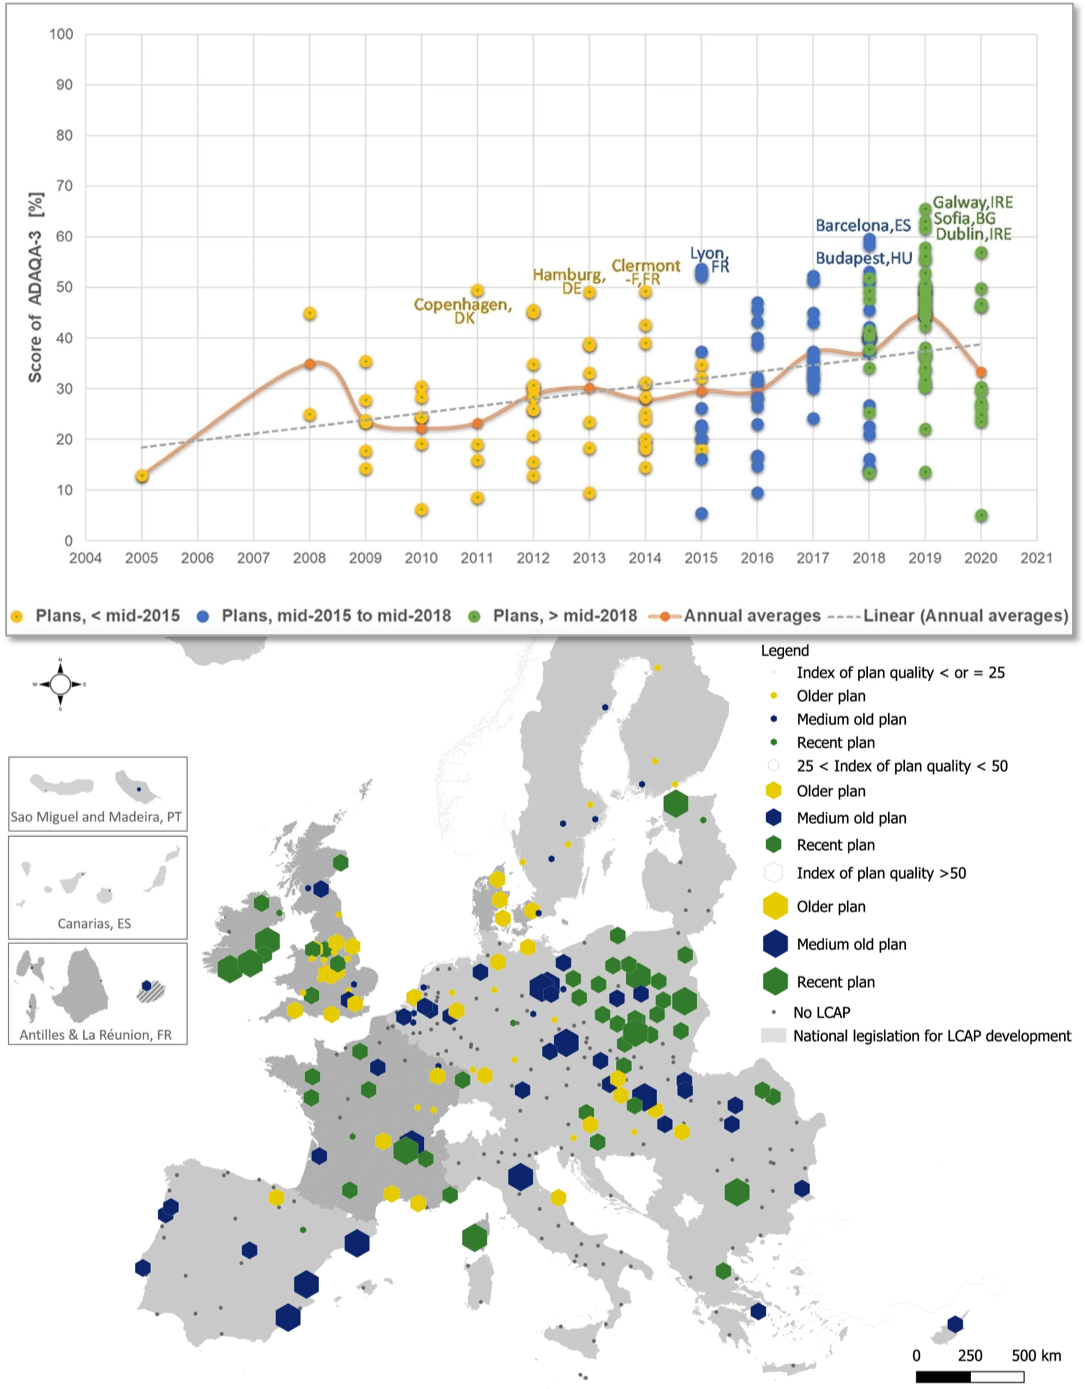 100
90
80
70
60
50
40
30
20
10
0
Score of ADAQA-3 [%]
Galway,IRE
Sofia,BG
Dublin,IRE
Barcelona,ES
Budapest,HU
Lyon,
FR
Clermont
-F,FR
Hamburg,
DE
Copenhagen,
DK
2004 2005 2006 2007 2008 2009 2010 2011 2012 2013 2014 2015 2016 2017 2018 2019 2020 2021
Plans, < mid-2015 Plans, mid-2015 to mid-2018 Plans, > mid-2018 Annual averages Linear (Annual averages)
N
W E
S
Legend
Index of plan quality < or = 25
Older plan
Medium old plan
Recent plan
25 < Index of plan quality < 50
Older plan
Medium old plan
Recent plan
Index of plan quality >50
Older plan
Medium old plan
Recent plan
No LCAP
National legislation for LCAP development
Sao Miguel and Madeira, PT
Canarias, ES
Antilles & La Réunion, FR
0 250 500 km